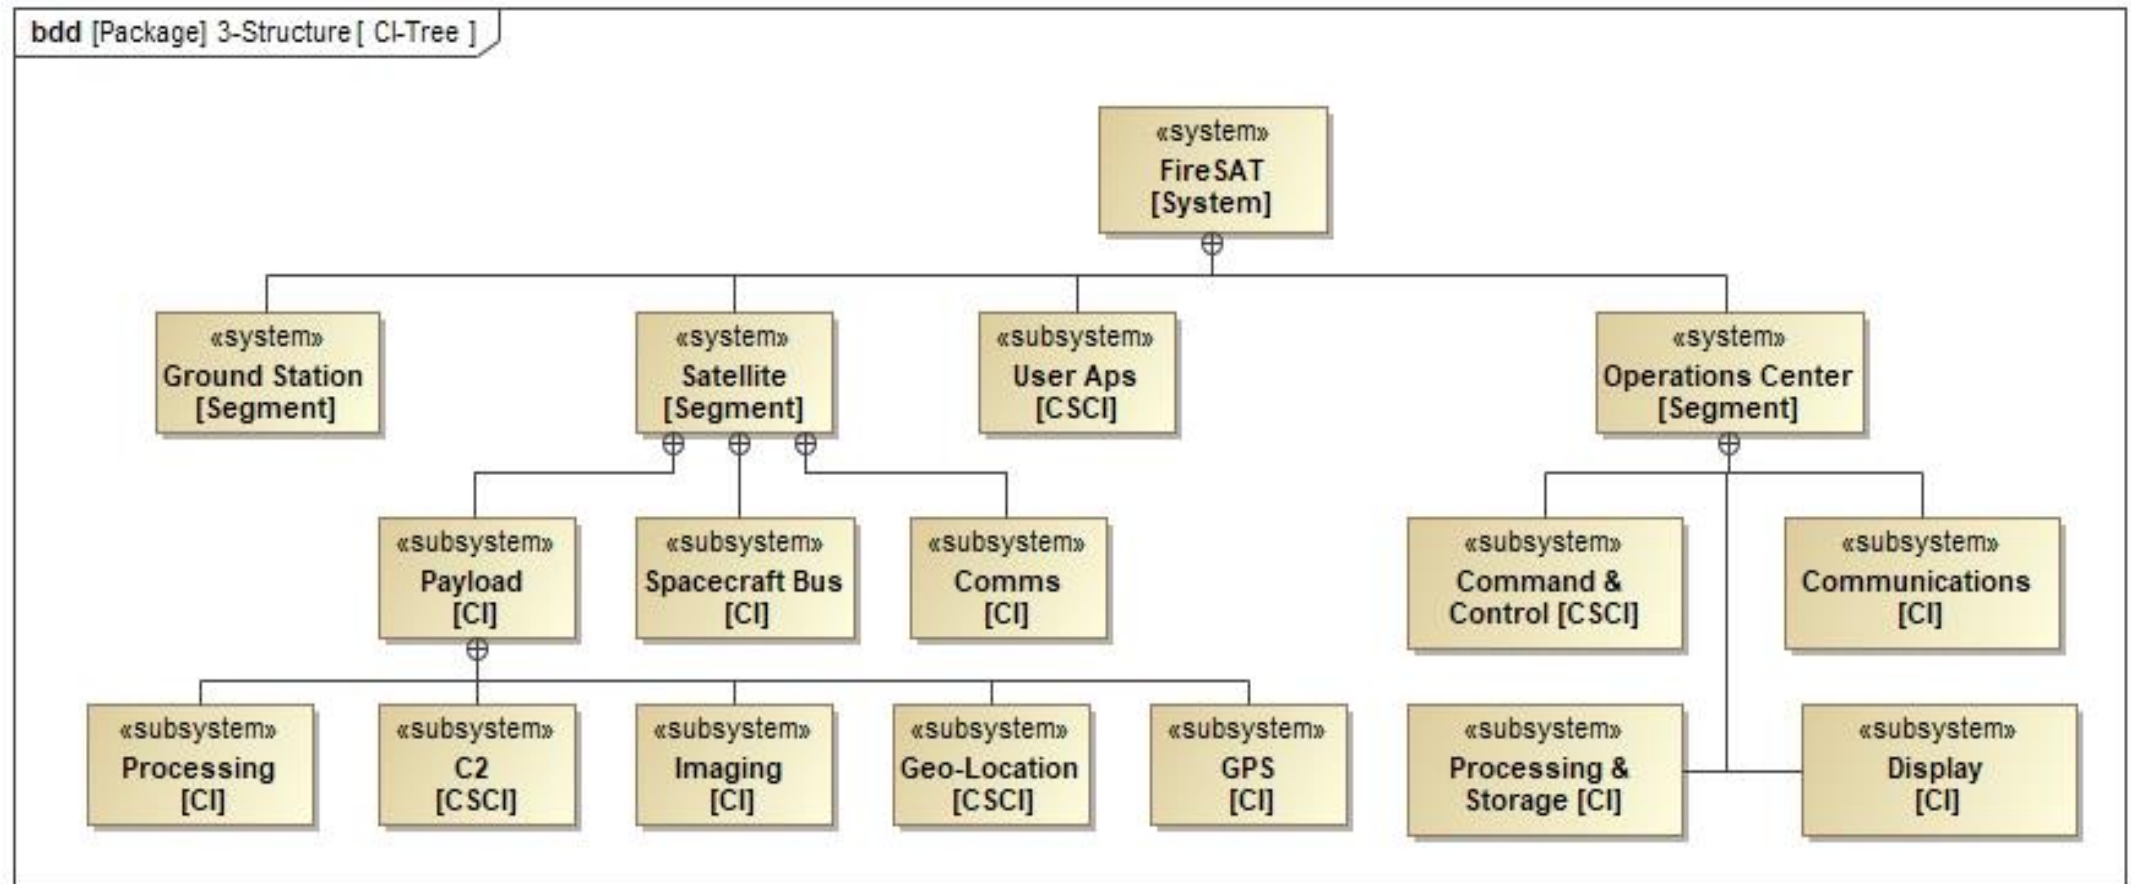 bdd [Package] 3-Structure [ CI-Tree ]
«system»
FireSAT
[System]
«system»
Ground Station
[Segment]
«system»
Satellite
[Segment]
«subsystem»
User Aps
[CSCI]
«system»
Operations Center
[Segment]
«subsystem»
Payload
[CI]
«subsystem»
Spacecraft Bus
[CI]
«subsystem»
Comms
[CI]
«subsystem»
Command &
Control [CSCI]
«subsystem»
Communications
[CI]
«subsystem»
Processing
[CI]
«subsystem»
C2
[CSCI]
«subsystem»
Imaging
[CI]
«subsystem»
Geo-Location
[CSCI]
«subsystem»
GPS
[CI]
«subsystem»
Processing &
Storage [CI]
«subsystem»
Display
[CI]